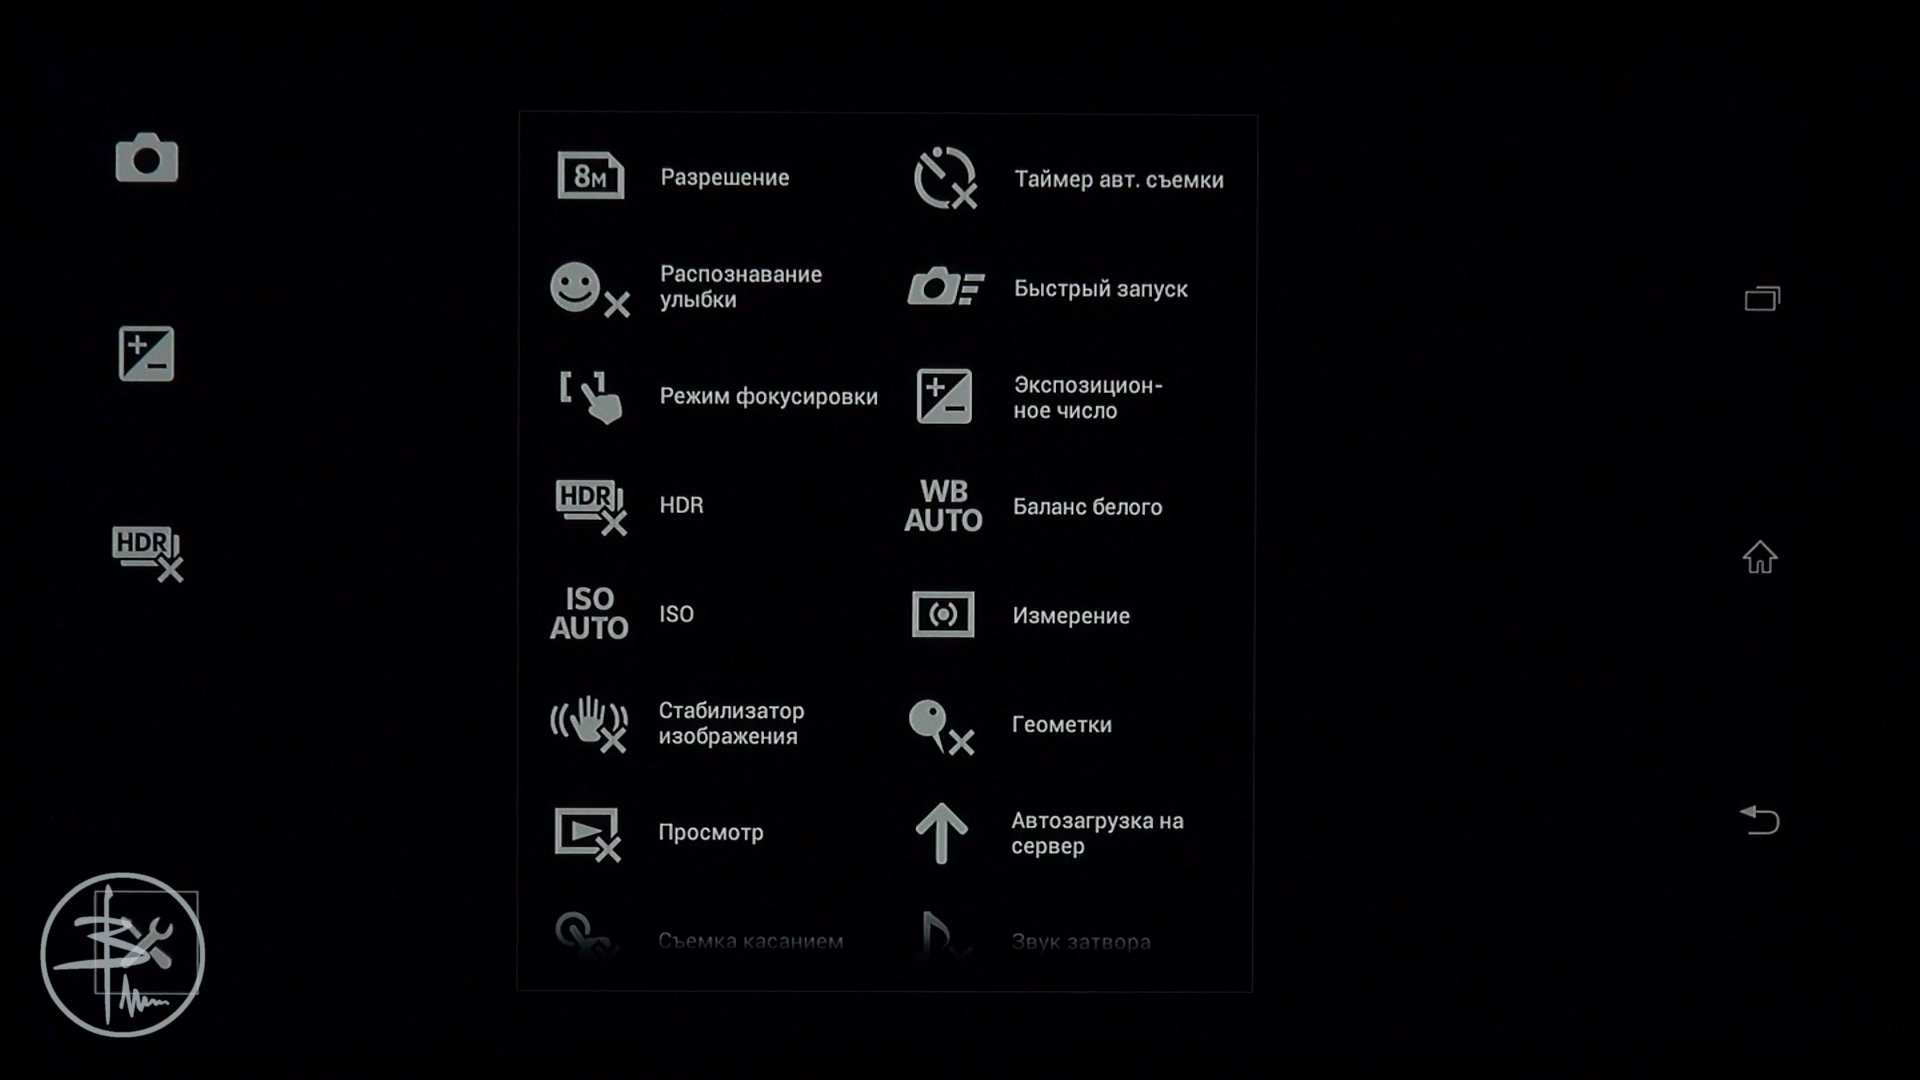 8M Разрешение
Таймер авт. съемки
Распознавание
улыбки
Быстрый запуск
Режим фокусировки
Экспозицион-
ное число
HDR HDR
WB
AUTO Баланс белого
ISO
AUTO ISO
Измерение
Стабилизатор
изображения
Геометки
Просмотр
Автозагрузка на
сервер
Съемка касанием
Звук затвора
HDR